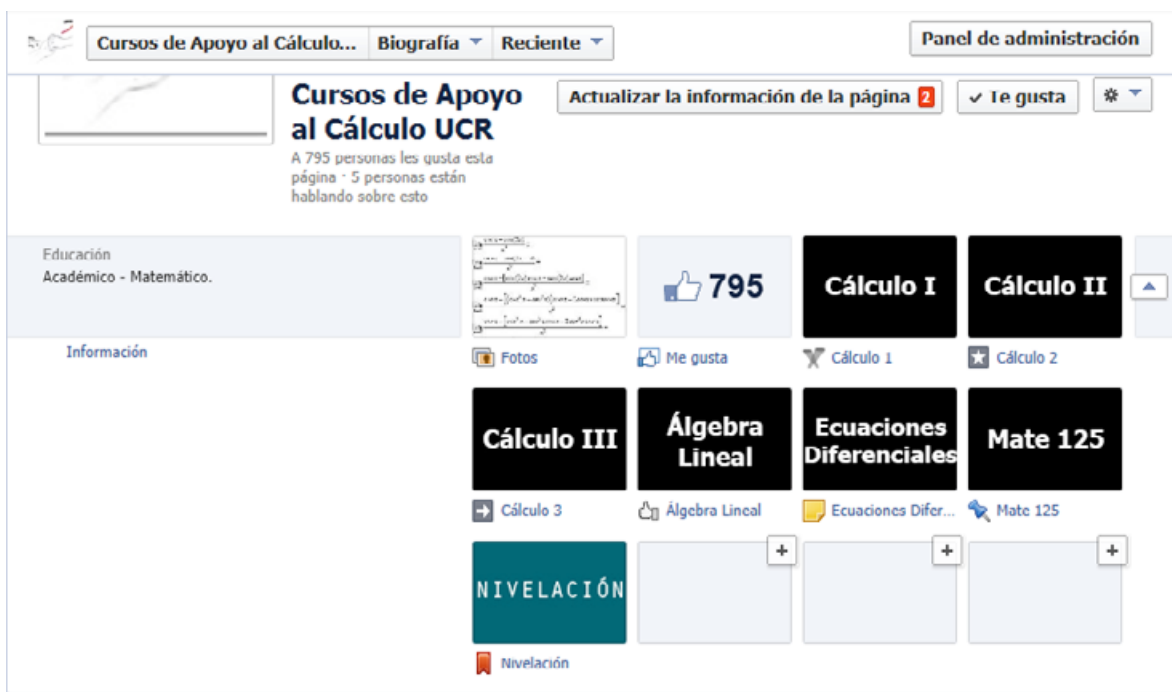 Cursos de Apoyo al Cálculo... Biografía Reciente Panel de administración
Cursos de Apoyo
al Cálculo UCR
Actualizar la información de la página 2 Te gusta
A 795 personas les gusta esta
página · 5 personas están
hablando sobre esto
Educación
Académico - Matemático.
Información
795
Cálculo I
Cálculo II
Fotos
Me gusta
Cálculo 1
Cálculo 2
Cálculo III
Álgebra
Lineal
Ecuaciones
Diferenciales
Mate 125
Cálculo 3
Álgebra Lineal
Ecuaciones Difer...
Mate 125
NIVELACIÓN
Nivelación